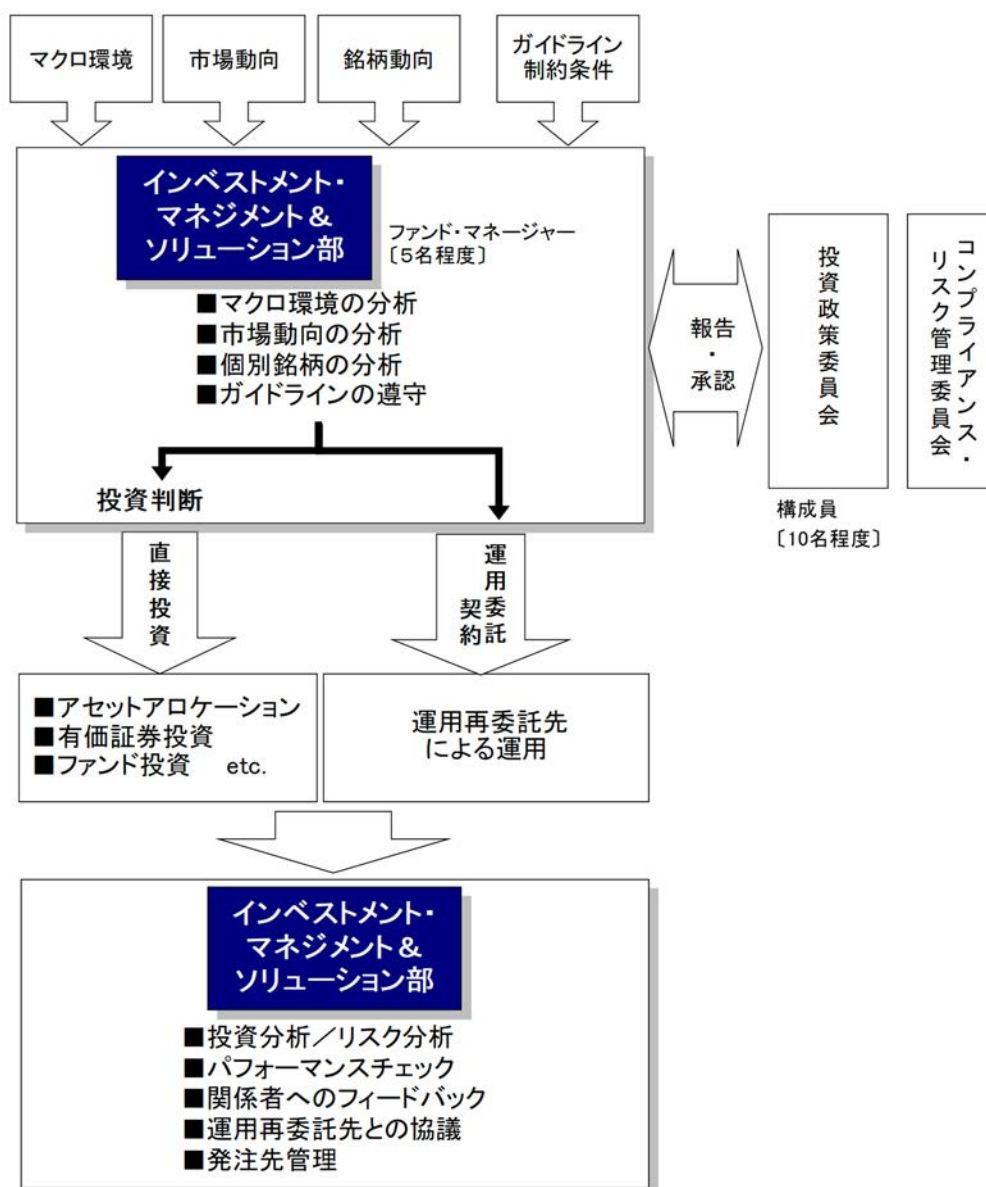 マクロ環境
市場動向
銘柄動向
ガイドライン
制約条件
インベストメント・
マネジメント＆
ソリューション部
ファンド・マネージャー
〔５名程度〕
■マクロ環境の分析
■市場動向の分析
■個別銘柄の分析
■ガイドラインの遵守
投資判断
報告
・
承認
投資政策委員会
コンプライアンス・
リスク管理委員会
構成員
〔10名程度〕
直接投資
運用委託
契約
■アセットアロケーション
■有価証券投資
■ファンド投資　etc.
運用再委託先
による運用
インベストメント・
マネジメント＆
ソリューション部
■投資分析／リスク分析
■パフォーマンスチェック
■関係者へのフィードバック
■運用再委託先との協議
■発注先管理